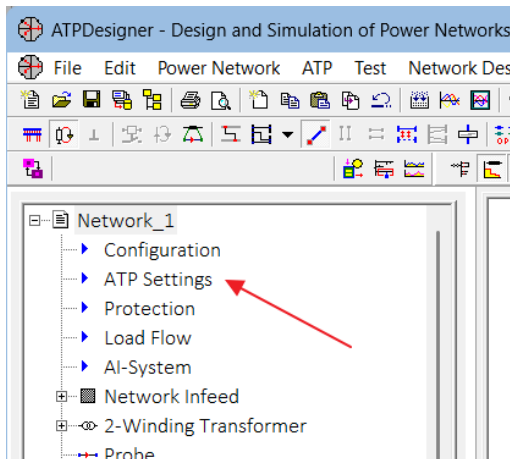 ATPDesigner - Design and Simulation of Power Networks
File Edit Power Network ATP Test Network Des
Network_1
Configuration
ATP Settings
Protection
Load Flow
AI-System
Network Infeed
2-Winding Transformer
Probe